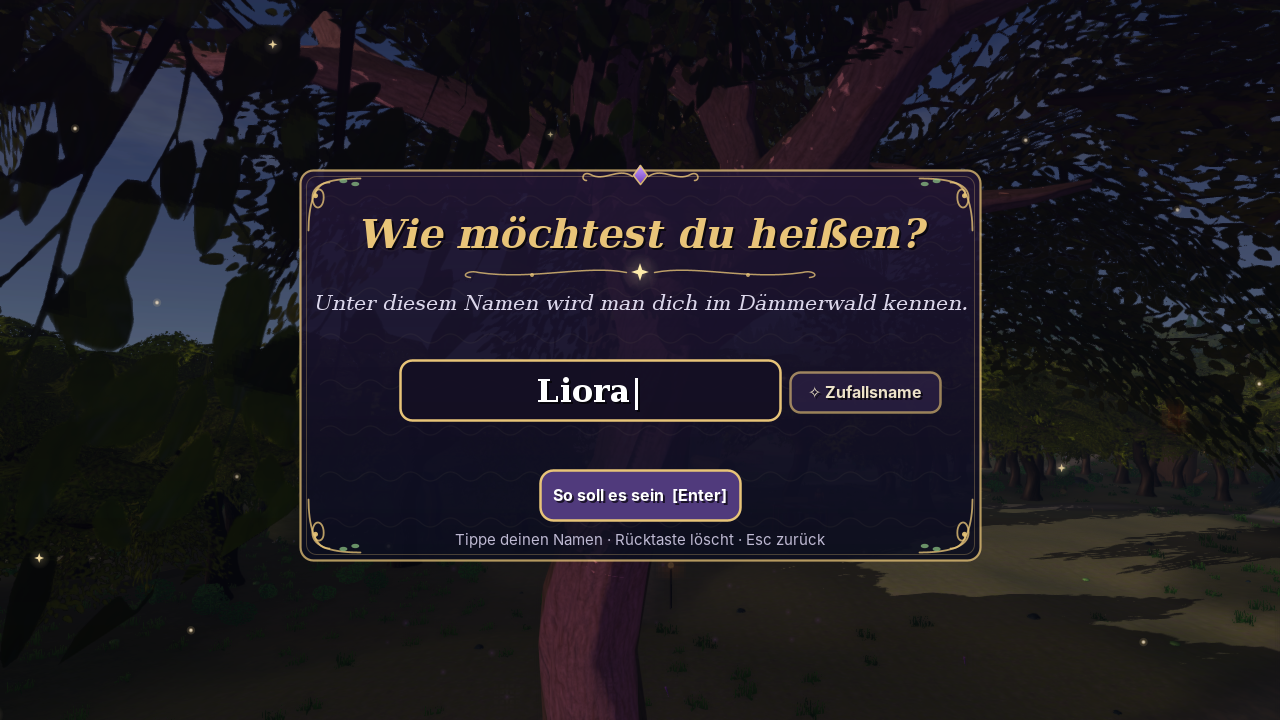 Wie möchtest du heißen?
Unter diesem Namen wird man dich im Dämmerwald kennen.
Liora|
✧ Zufallsname
So soll es sein [Enter]
Tippe deinen Namen · Rücktaste löscht · Esc zurück